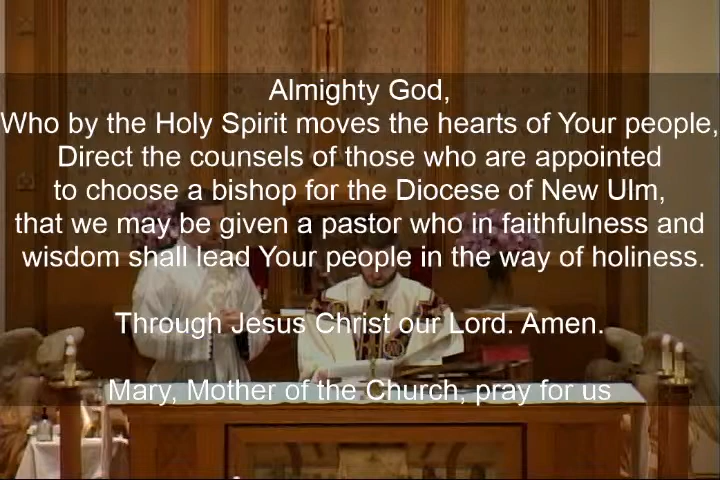 Almighty God,
Who by the Holy Spirit moves the hearts of Your people,
Direct the counsels of those who are appointed
to choose a bishop for the Diocese of New Ulm,
that we may be given a pastor who in faithfulness and
wisdom shall lead Your people in the way of holiness.
Through Jesus Christ our Lord. Amen.
Mary, Mother of the Church, pray for us